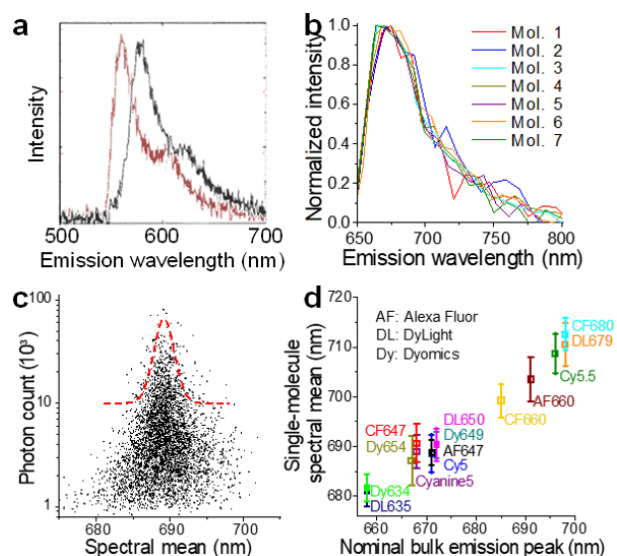 a
Intensity
500
600
700
Emission wavelength (nm)
b
Normalized intensity
1.0
0.8
0.6
0.4
0.2
0.0
Mol. 1
Mol. 2
Mol. 3
Mol. 4
Mol. 5
Mol. 6
Mol. 7
650
700
750
800
Emission wavelength (nm)
c
Photon count (10³)
100
10
1
680
690
700
Spectral mean (nm)
d
Single-molecule
spectral mean (nm)
720
710
700
690
680
AF: Alexa Fluor
DL: DyLight
Dy: Dyomics
CF680
DL679
Cy5.5
AF660
CF660
DL650
CF647
Dy649
Dy654
AF647
Cy5
Cyanine5
Dy634
DL635
660
670
680
690
700
Nominal bulk emission peak (nm)